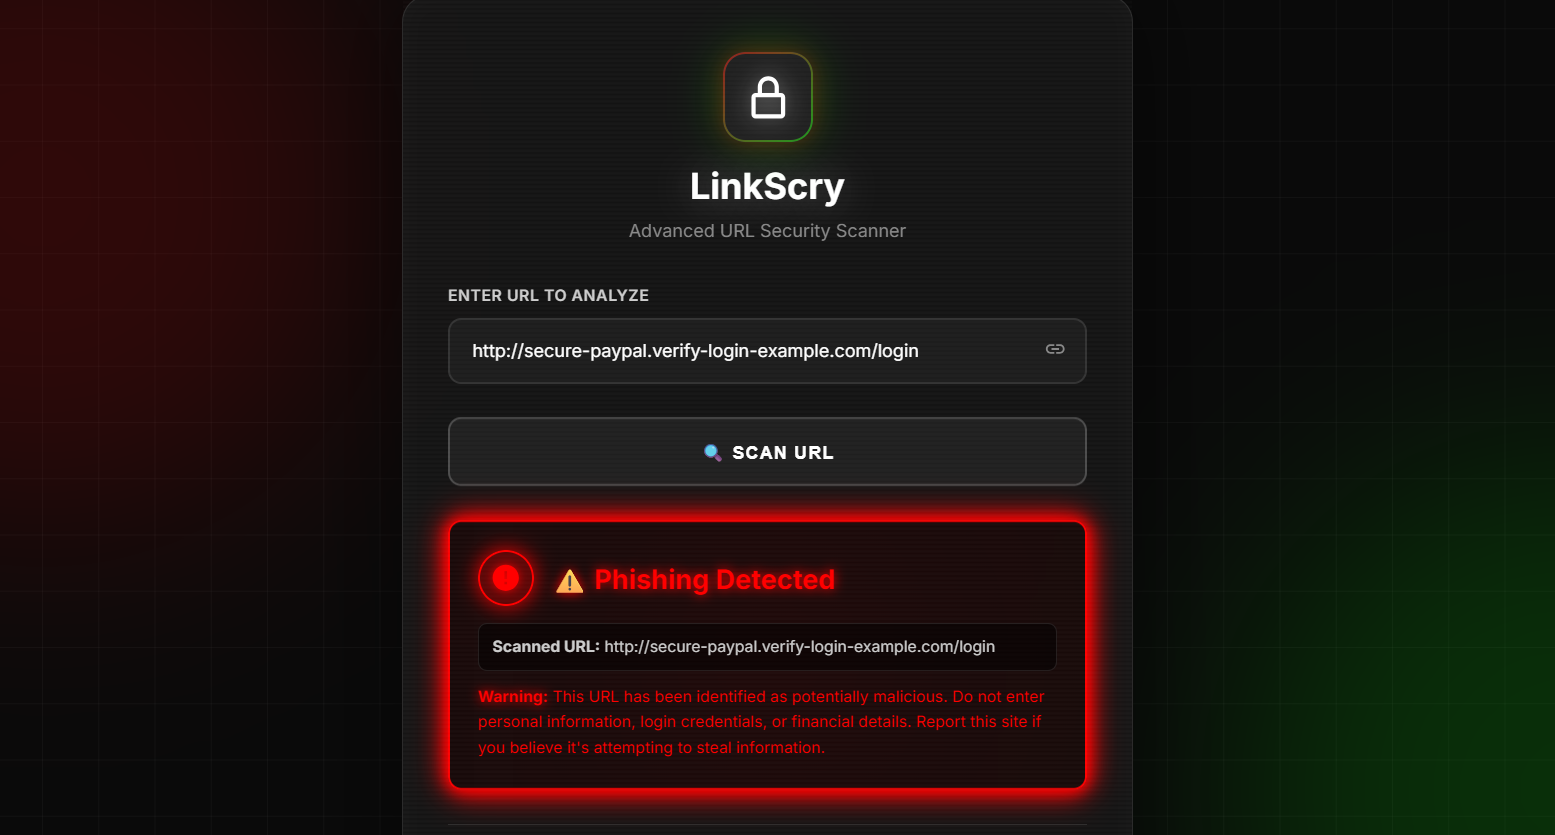 LinkScry
Advanced URL Security Scanner
ENTER URL TO ANALYZE
http://secure-paypal.verify-login-example.com/login
🔍 SCAN URL
⚠️ Phishing Detected
Scanned URL: http://secure-paypal.verify-login-example.com/login
Warning: This URL has been identified as potentially malicious. Do not enter
personal information, login credentials, or financial details. Report this site if
you believe it's attempting to steal information.